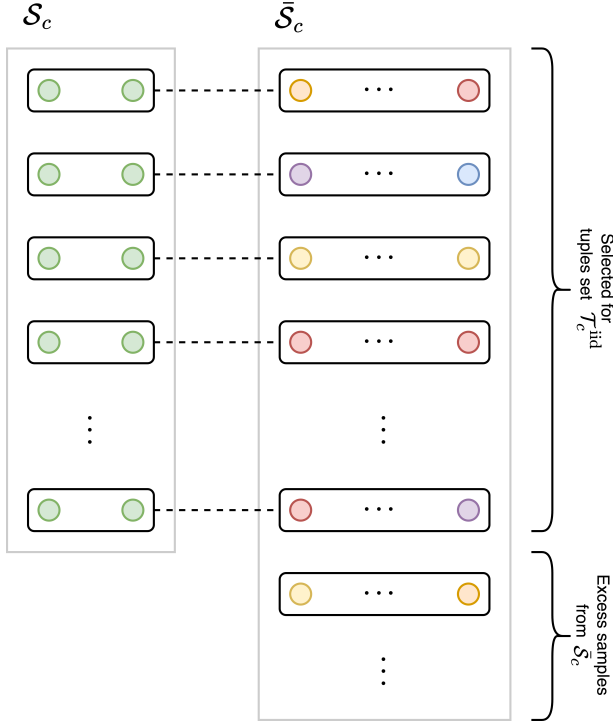 𝒮_c
𝒮̄_c
Selected for
tuples set 𝒯_c^iid
Excess samples
from 𝒮̄_c